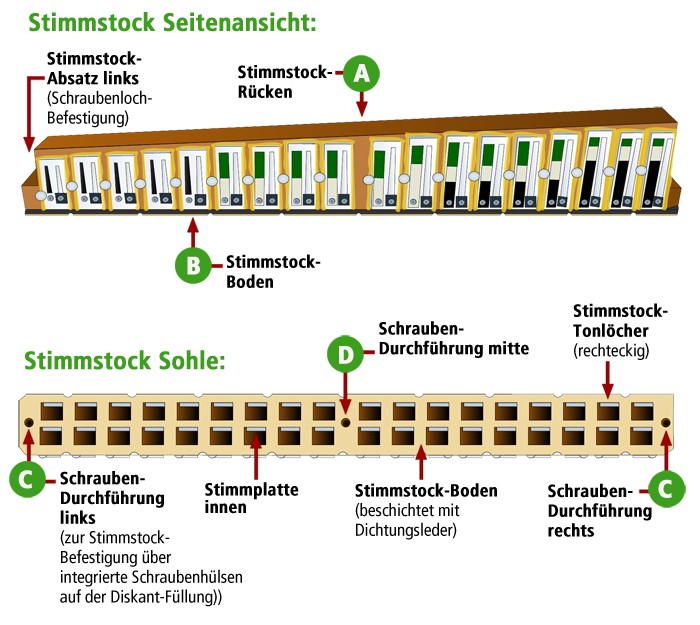 Stimmstock Seitenansicht:
Stimmstock-
Absatz links
(Schraubenloch-
Befestigung)
Stimmstock-
Rücken
A
B
Stimmstock-
Boden
Stimmstock Sohle:
D
Schrauben-
Durchführung mitte
Stimmstock-
Tonlöcher
(rechteckig)
C
Schrauben-
Durchführung
links
(zur Stimmstock-
Befestigung über
integrierte Schraubenhülsen
auf der Diskant-Füllung))
Stimmplatte
innen
Stimmstock-Boden
(beschichtet mit
Dichtungsleder)
Schrauben-
Durchführung
rechts
C